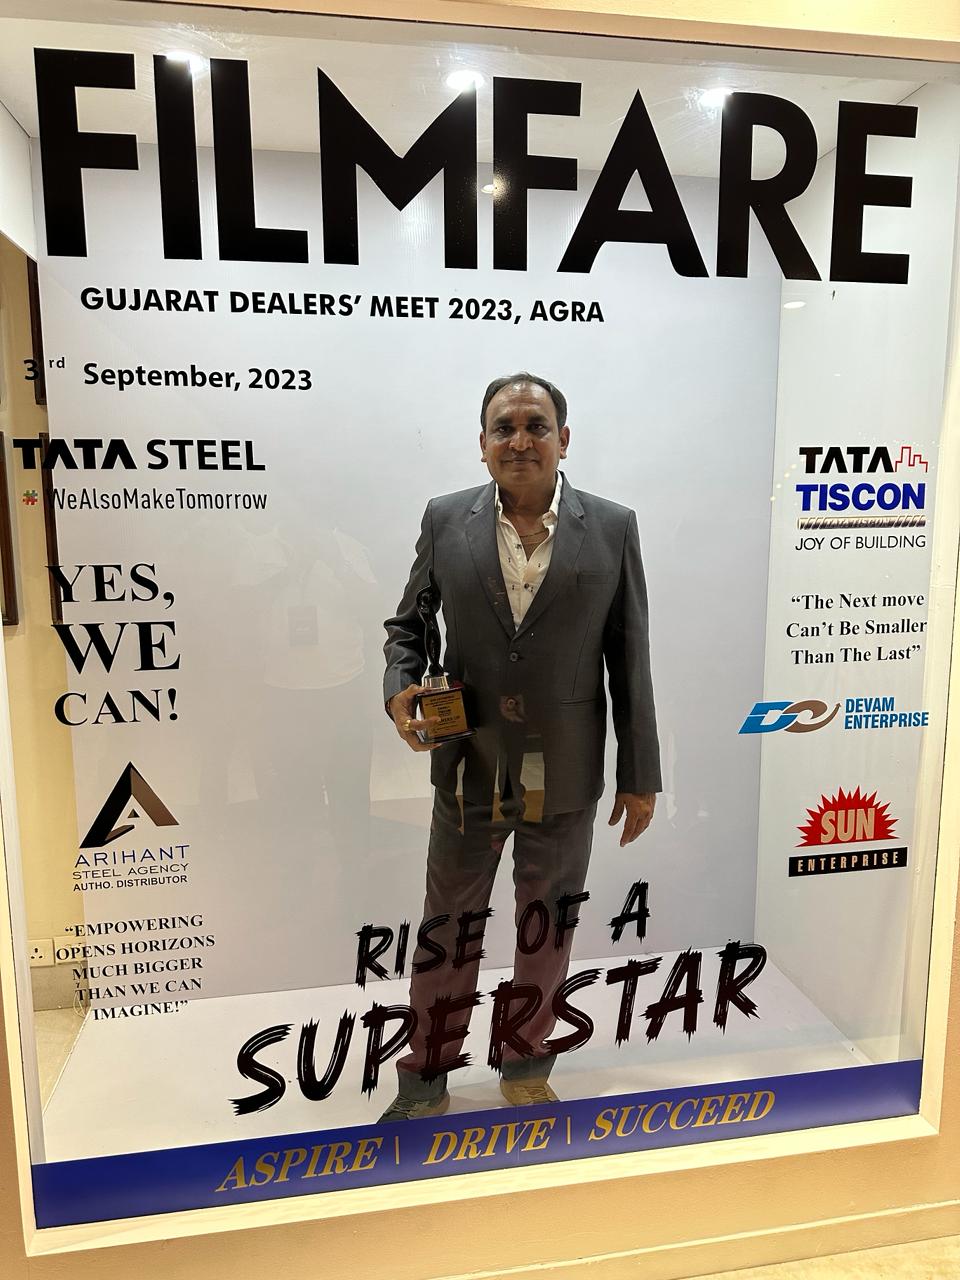 FILMFARE
GUJARAT DEALERS' MEET 2023, AGRA
3rd September, 2023
TATA STEEL
#WeAlsoMakeTomorrow
YES,
WE
CAN!
ARIHANT
STEEL AGENCY
AUTHO. DISTRIBUTOR
“EMPOWERING
OPENS HORIZONS
MUCH BIGGER
THAN WE CAN
IMAGINE!”
TATA
TISCON
TATA TISCON
JOY OF BUILDING
“The Next move
Can't Be Smaller
Than The Last”
DEVAM
ENTERPRISE
SUN
ENTERPRISE
RISE OF A
SUPERSTAR
ASPIRE | DRIVE | SUCCEED